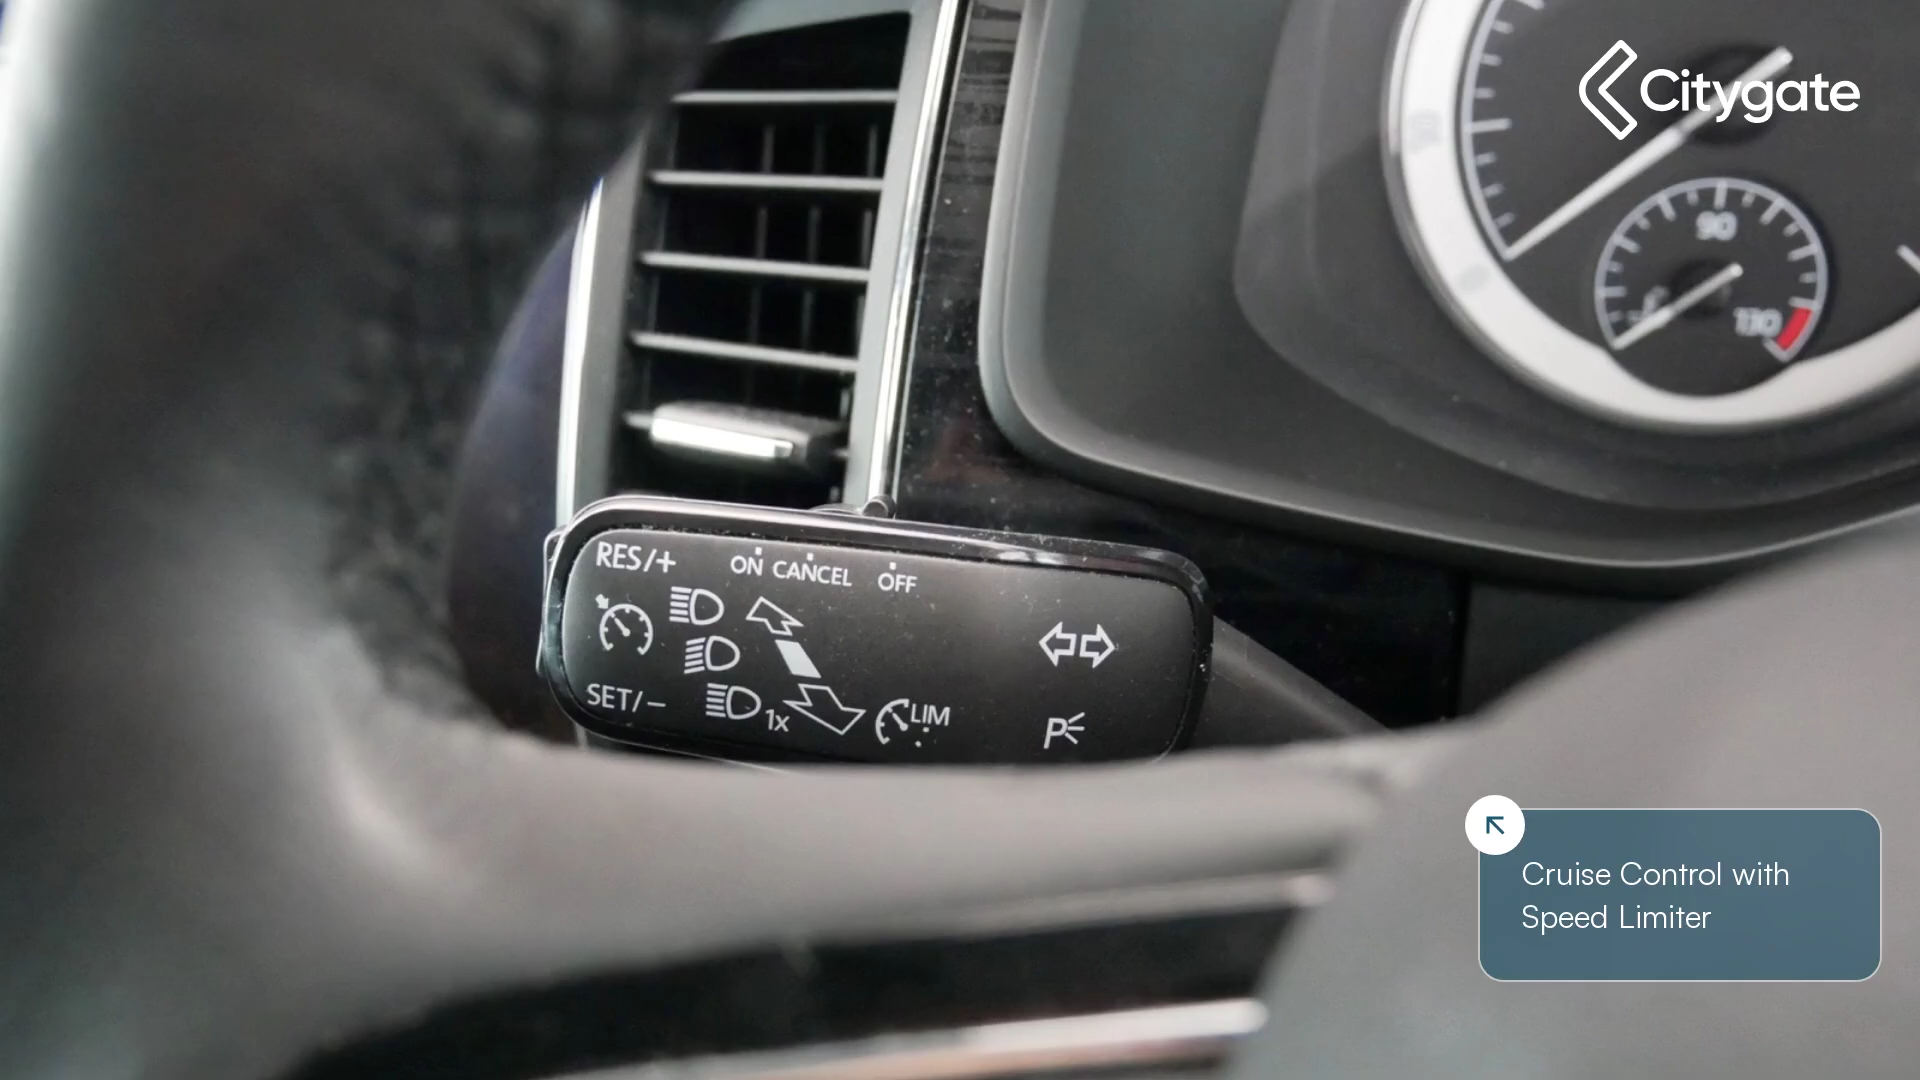 Citygate
90
130
RES/+
ON CANCEL OFF
SET/–
1x
LIM
P
Cruise Control with
Speed Limiter